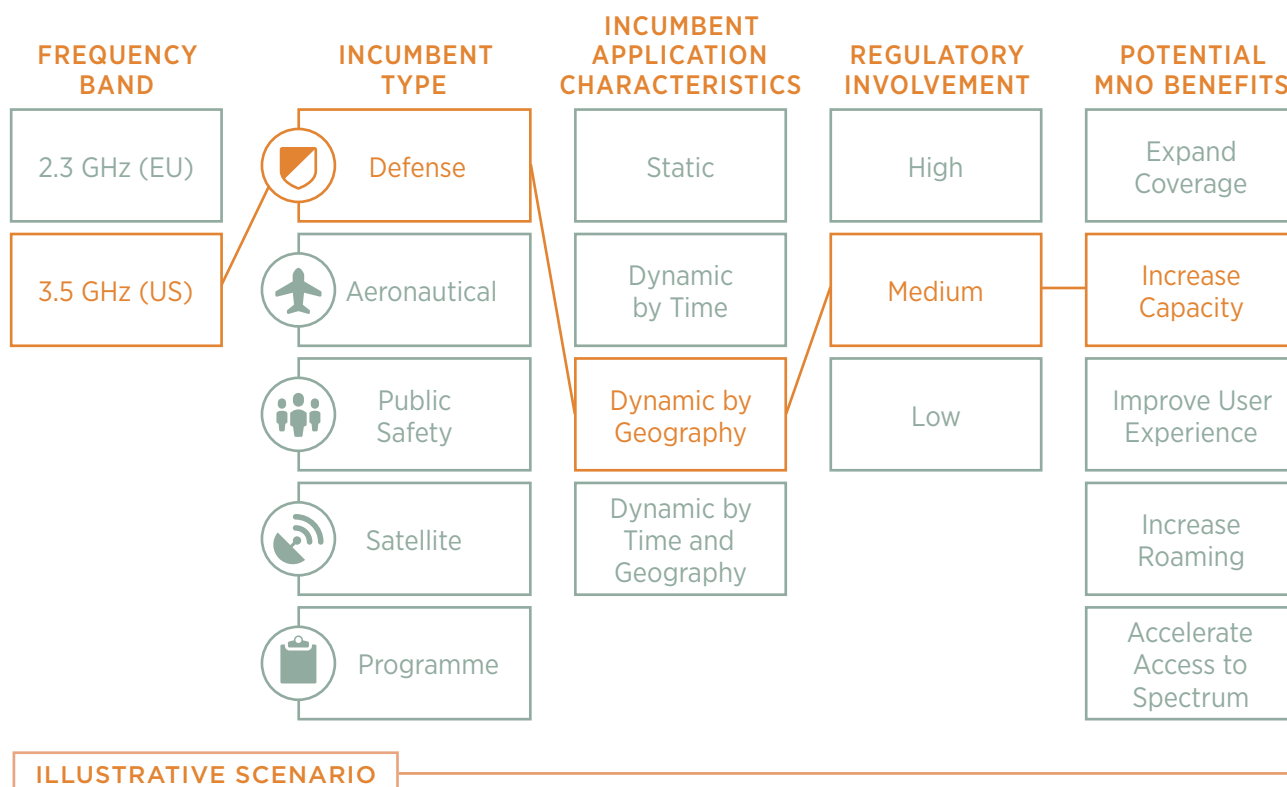 FREQUENCY
BAND
INCUMBENT
TYPE
INCUMBENT
APPLICATION
CHARACTERISTICS
REGULATORY
INVOLVEMENT
POTENTIAL
MNO BENEFITS
2.3 GHz (EU)
3.5 GHz (US)
Defense
Aeronautical
Public
Safety
Satellite
Programme
Static
Dynamic
by Time
Dynamic by
Geography
Dynamic by
Time and
Geography
High
Medium
Low
Expand
Coverage
Increase
Capacity
Improve User
Experience
Increase
Roaming
Accelerate
Access to
Spectrum
ILLUSTRATIVE SCENARIO